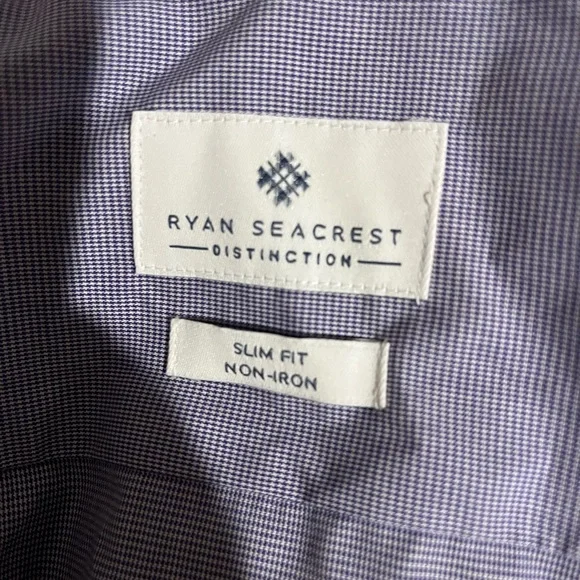 RYAN SEACREST
DISTINCTION
SLIM FIT
NON-IRON